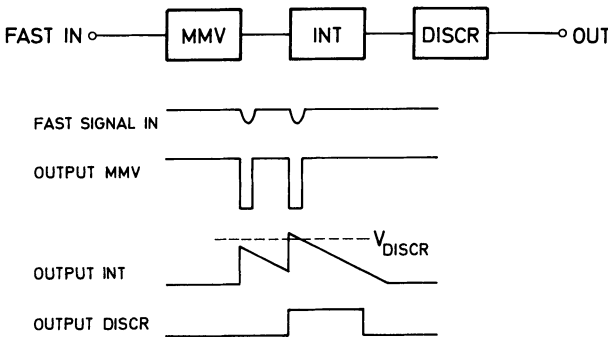 FAST IN MMV INT DISCR OUT
FAST SIGNAL IN
OUTPUT MMV
V DISCR
OUTPUT INT
OUTPUT DISCR